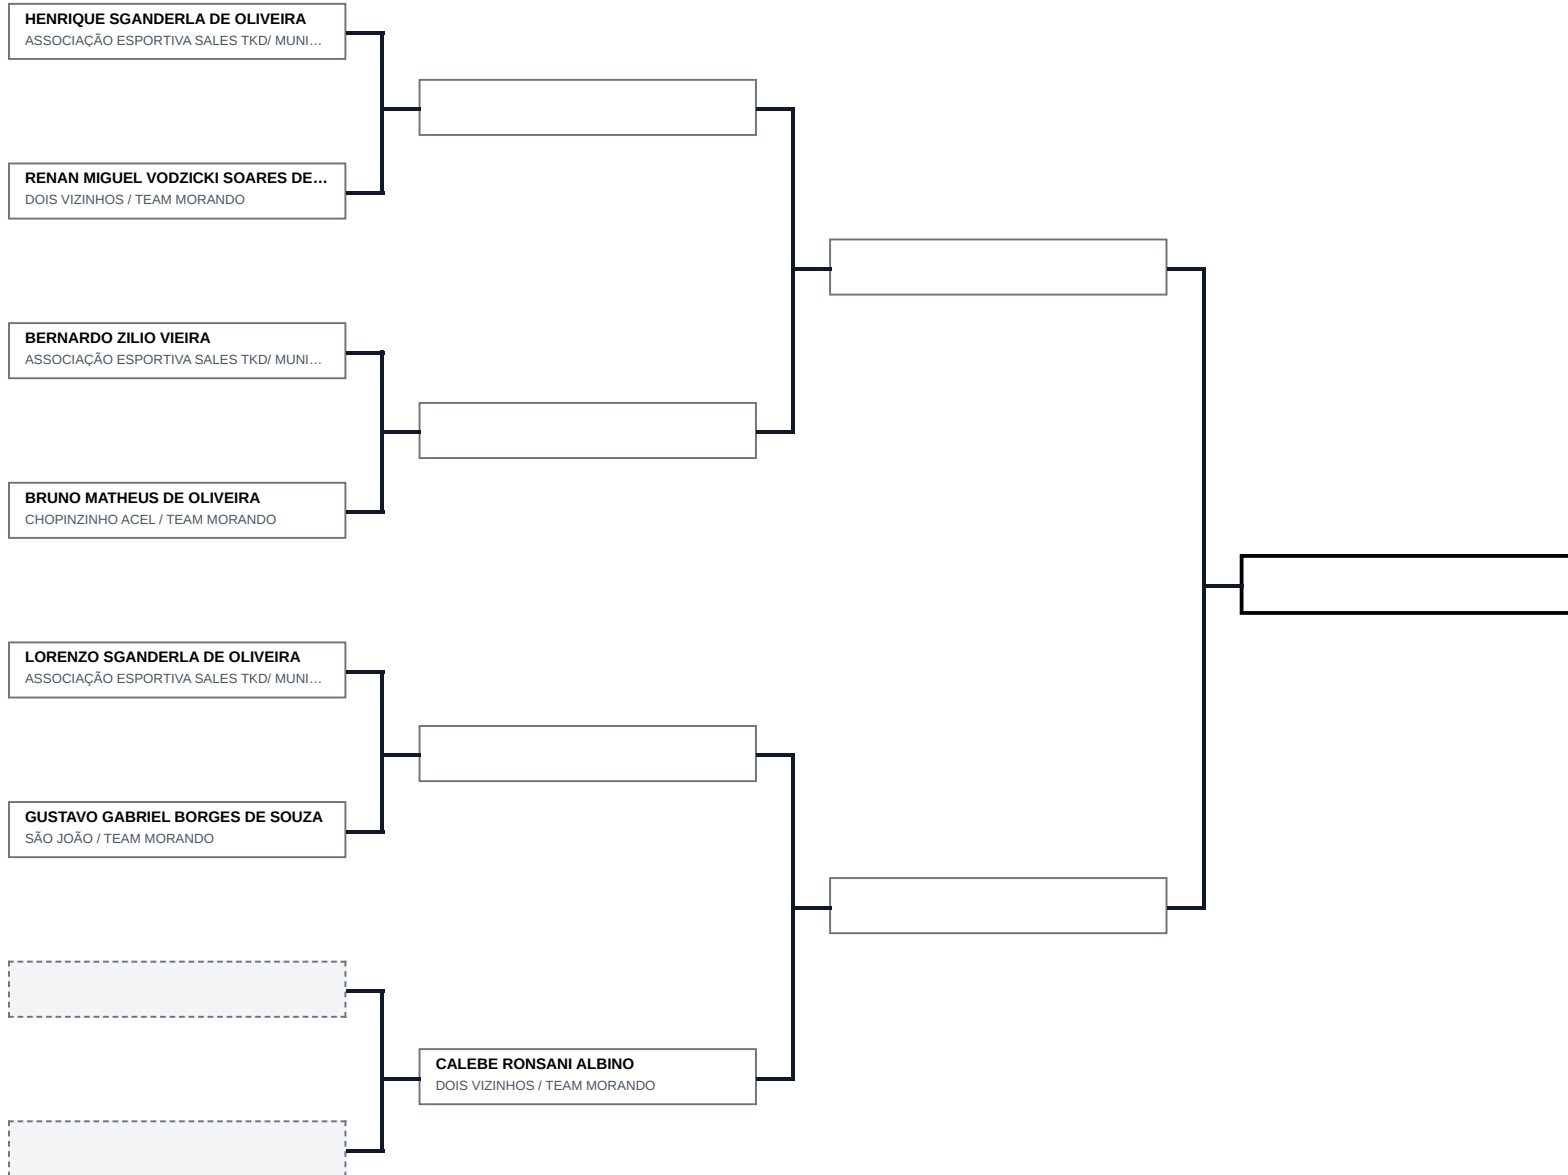 HENRIQUE SGANDERLA DE OLIVEIRA
ASSOCIAÇÃO ESPORTIVA SALES TKD/ MUNI...
RENAN MIGUEL VODZICKI SOARES DE...
DOIS VIZINHOS / TEAM MORANDO
BERNARDO ZILIO VIEIRA
ASSOCIAÇÃO ESPORTIVA SALES TKD/ MUNI...
BRUNO MATHEUS DE OLIVEIRA
CHOPINZINHO ACEL / TEAM MORANDO
LORENZO SGANDERLA DE OLIVEIRA
ASSOCIAÇÃO ESPORTIVA SALES TKD/ MUNI...
GUSTAVO GABRIEL BORGES DE SOUZA
SÃO JOÃO / TEAM MORANDO
CALEBE RONSANI ALBINO
DOIS VIZINHOS / TEAM MORANDO